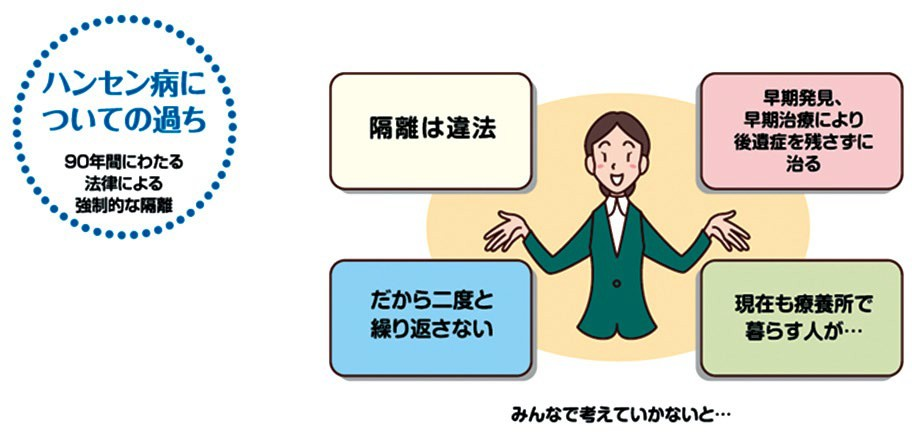 ハンセン病に
ついての過ち
90年間にわたる
法律による
強制的な隔離
隔離は違法
早期発見、
早期治療により
後遺症を残さずに
治る
だから二度と
繰り返さない
現在も療養所で
暮らす人が…
みんなで考えていかないと…